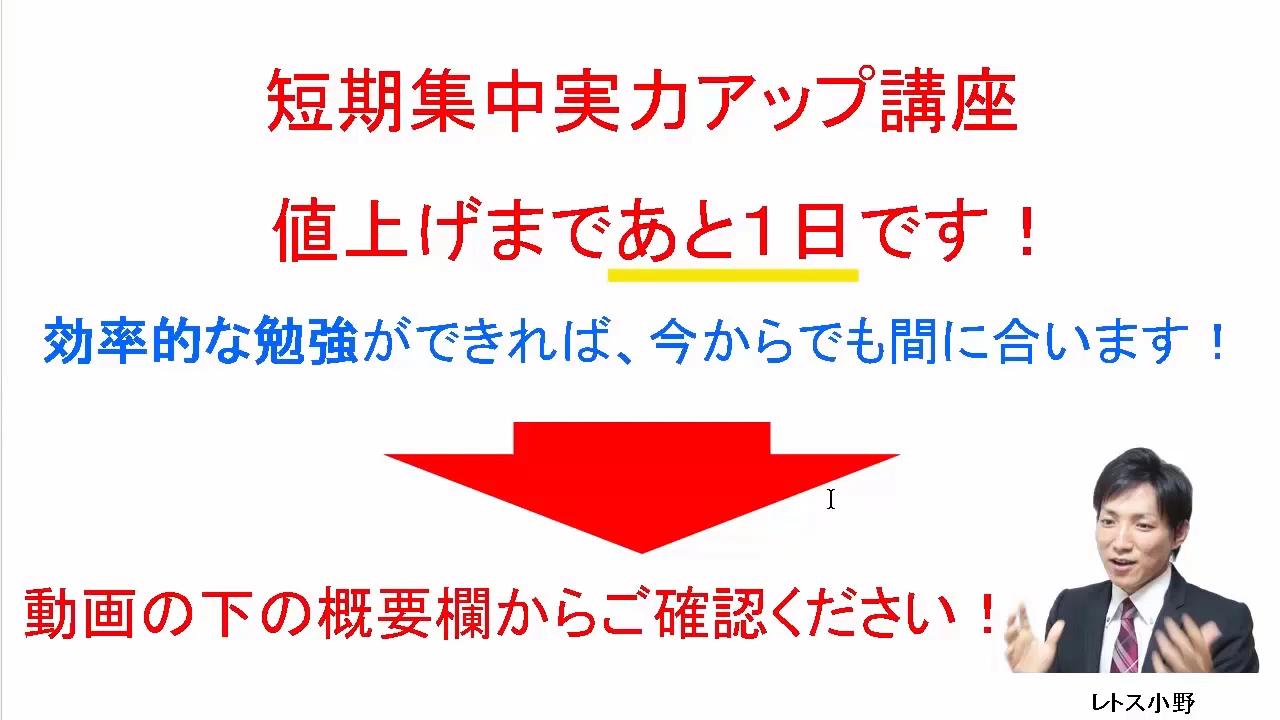 短期集中実力アップ講座
値上げまであと１日です！
効率的な勉強ができれば、今からでも間に合います！
動画の下の概要欄からご確認ください！
レトス小野